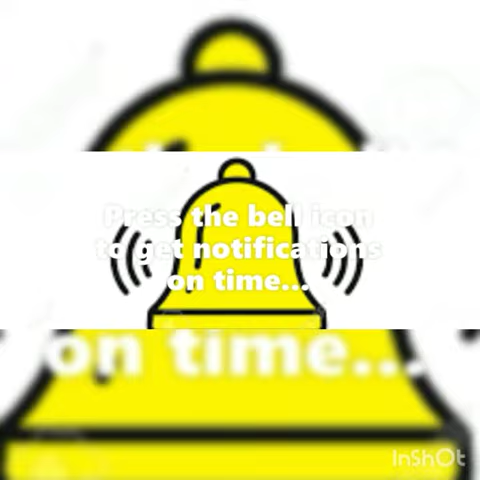 Press the bell icon
to get notifications
on time...
on time...
InShOt